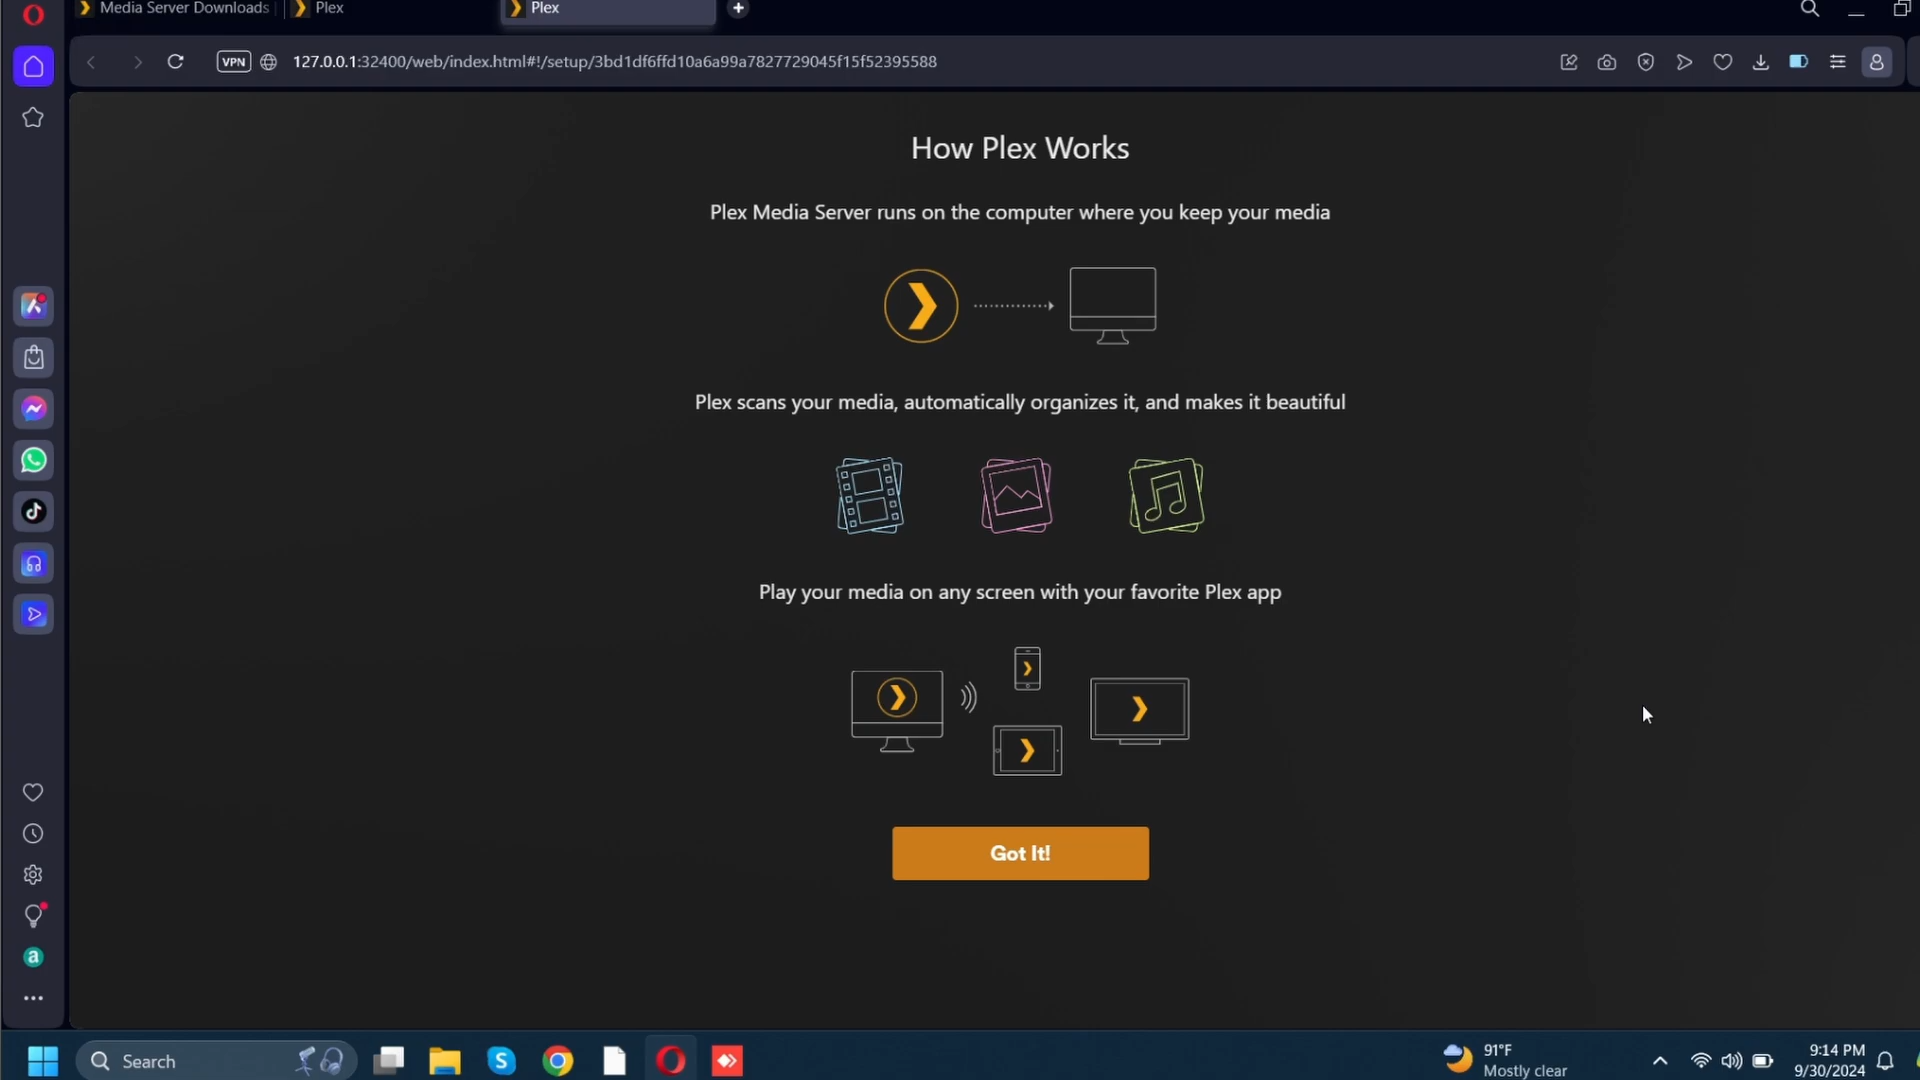 Media Server Downloads
Plex
Plex
VPN
127.0.0.1:32400/web/index.html#!/setup/3bd1df6ffd10a6a99a7827729045f15f52395588
How Plex Works
Plex Media Server runs on the computer where you keep your media
Plex scans your media, automatically organizes it, and makes it beautiful
Play your media on any screen with your favorite Plex app
Got It!
a
Search
S
91°F
Mostly clear
9:14 PM
9/30/2024